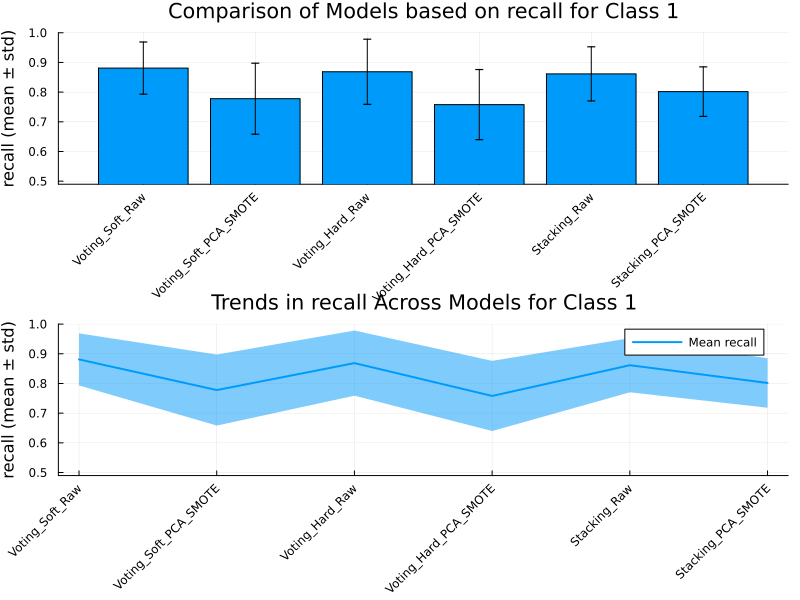 Comparison of Models based on recall for Class 1
recall (mean ± std)
1.0
0.9
0.8
0.7
0.6
0.5
Voting_Soft_Raw
Voting_Soft_PCA_SMOTE
Voting_Hard_Raw
Voting_Hard_PCA_SMOTE
Stacking_Raw
Stacking_PCA_SMOTE
Trends in recall Across Models for Class 1
recall (mean ± std)
1.0
0.9
0.8
0.7
0.6
0.5
Mean recall
Voting_Soft_Raw
Voting_Soft_PCA_SMOTE
Voting_Hard_Raw
Voting_Hard_PCA_SMOTE
Stacking_Raw
Stacking_PCA_SMOTE